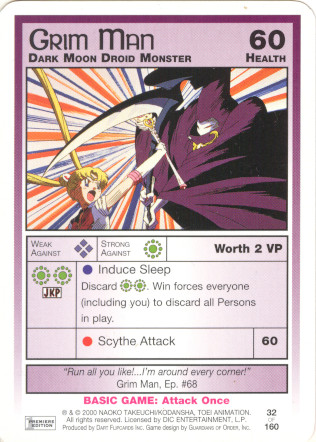 GRIM MAN 60
DARK MOON DROID MONSTER HEALTH
WEAK AGAINST STRONG AGAINST Worth 2 VP
Induce Sleep
Discard . Win forces everyone
(including you) to discard all Persons
in play.
JKP
Scythe Attack 60
"Run all you like!...I'm around every corner!"
Grim Man, Ep. #68
BASIC GAME: Attack Once
® & © 2000 NAOKO TAKEUCHI/KODANSHA, TOEI ANIMATION.
All rights reserved. Licensed by DIC ENTERTAINMENT, L.P.
PRODUCED BY DART FLIPCARDS INC. GAME DESIGN BY GUARDIANS OF ORDER, INC.
PREMIERE
EDITION
32
OF
160